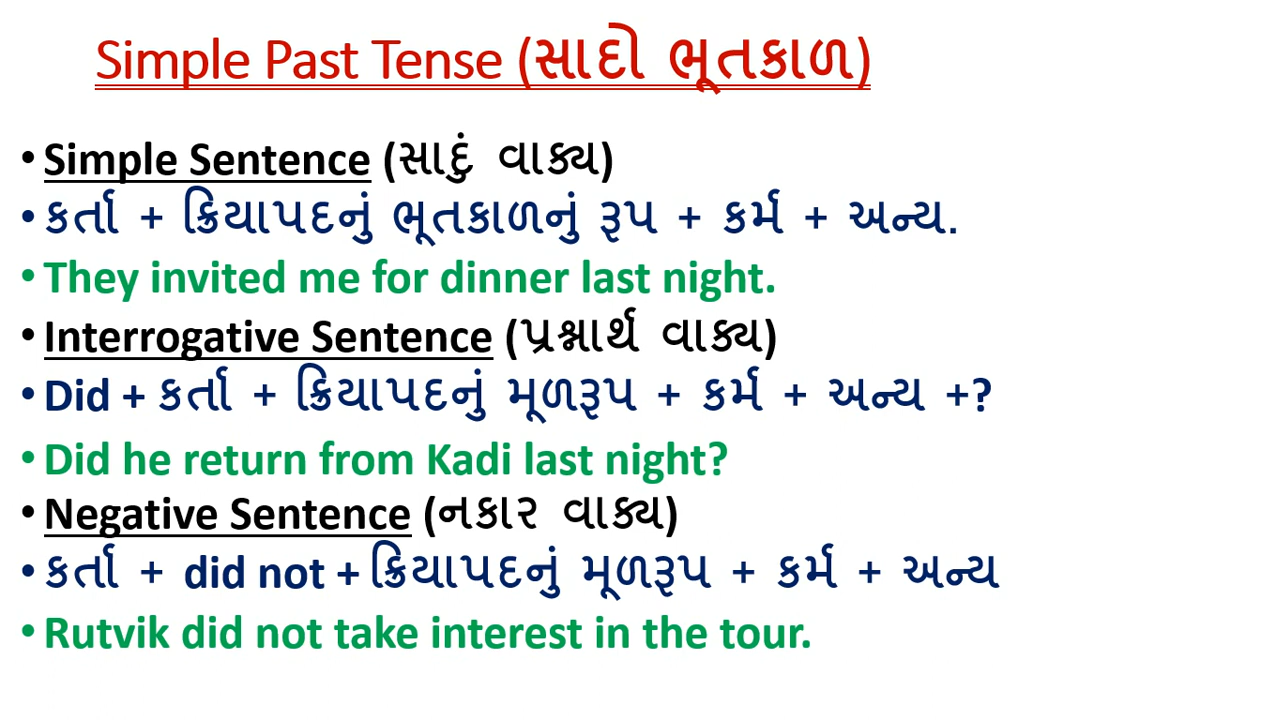 Simple Past Tense (સાદો ભૂતકાળ)
• Simple Sentence (સાદું વાક્ય)
• કર્તા + ક્રિયાપદનું ભૂતકાળનું રૂપ + કર્મ + અન્ય.
• They invited me for dinner last night.
• Interrogative Sentence (પ્રશ્નાર્થ વાક્ય)
• Did + કર્તા + ક્રિયાપદનું મૂળરૂપ + કર્મ + અન્ય +?
• Did he return from Kadi last night?
• Negative Sentence (નકાર વાક્ય)
• કર્તા + did not + ક્રિયાપદનું મૂળરૂપ + કર્મ + અન્ય
• Rutvik did not take interest in the tour.